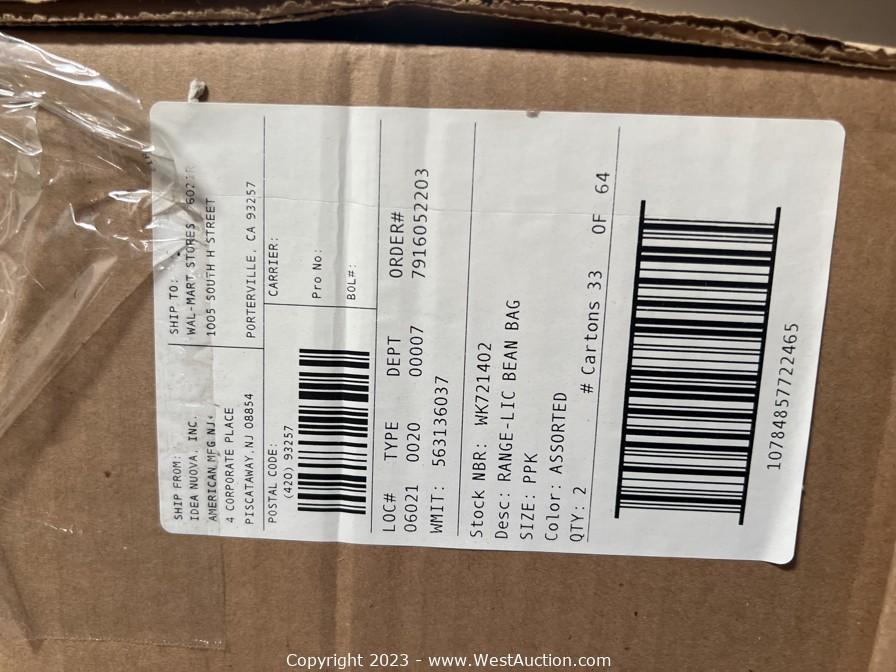 SHIP FROM:
IDEA NUOVA, INC.
AMERICAN MFG NJ
4 CORPORATE PLACE
PISCATAWAY, NJ 08854
SHIP TO:
WAL-MART STORES
1005 SOUTH H STREET
PORTERVILLE, CA 93257
POSTAL CODE:
(420) 93257
CARRIER:
Pro No:
BOL#:
LOC# TYPE DEPT ORDER#
06021 0020 00007 7916052203
WMIT: 563136037
Stock NBR: WK721402
Desc: RANGE-LIC BEAN BAG
SIZE: PPK
Color: ASSORTED
QTY: 2 # Cartons 33 OF 64
10784857722465
Copyright 2023 - www.WestAuction.com